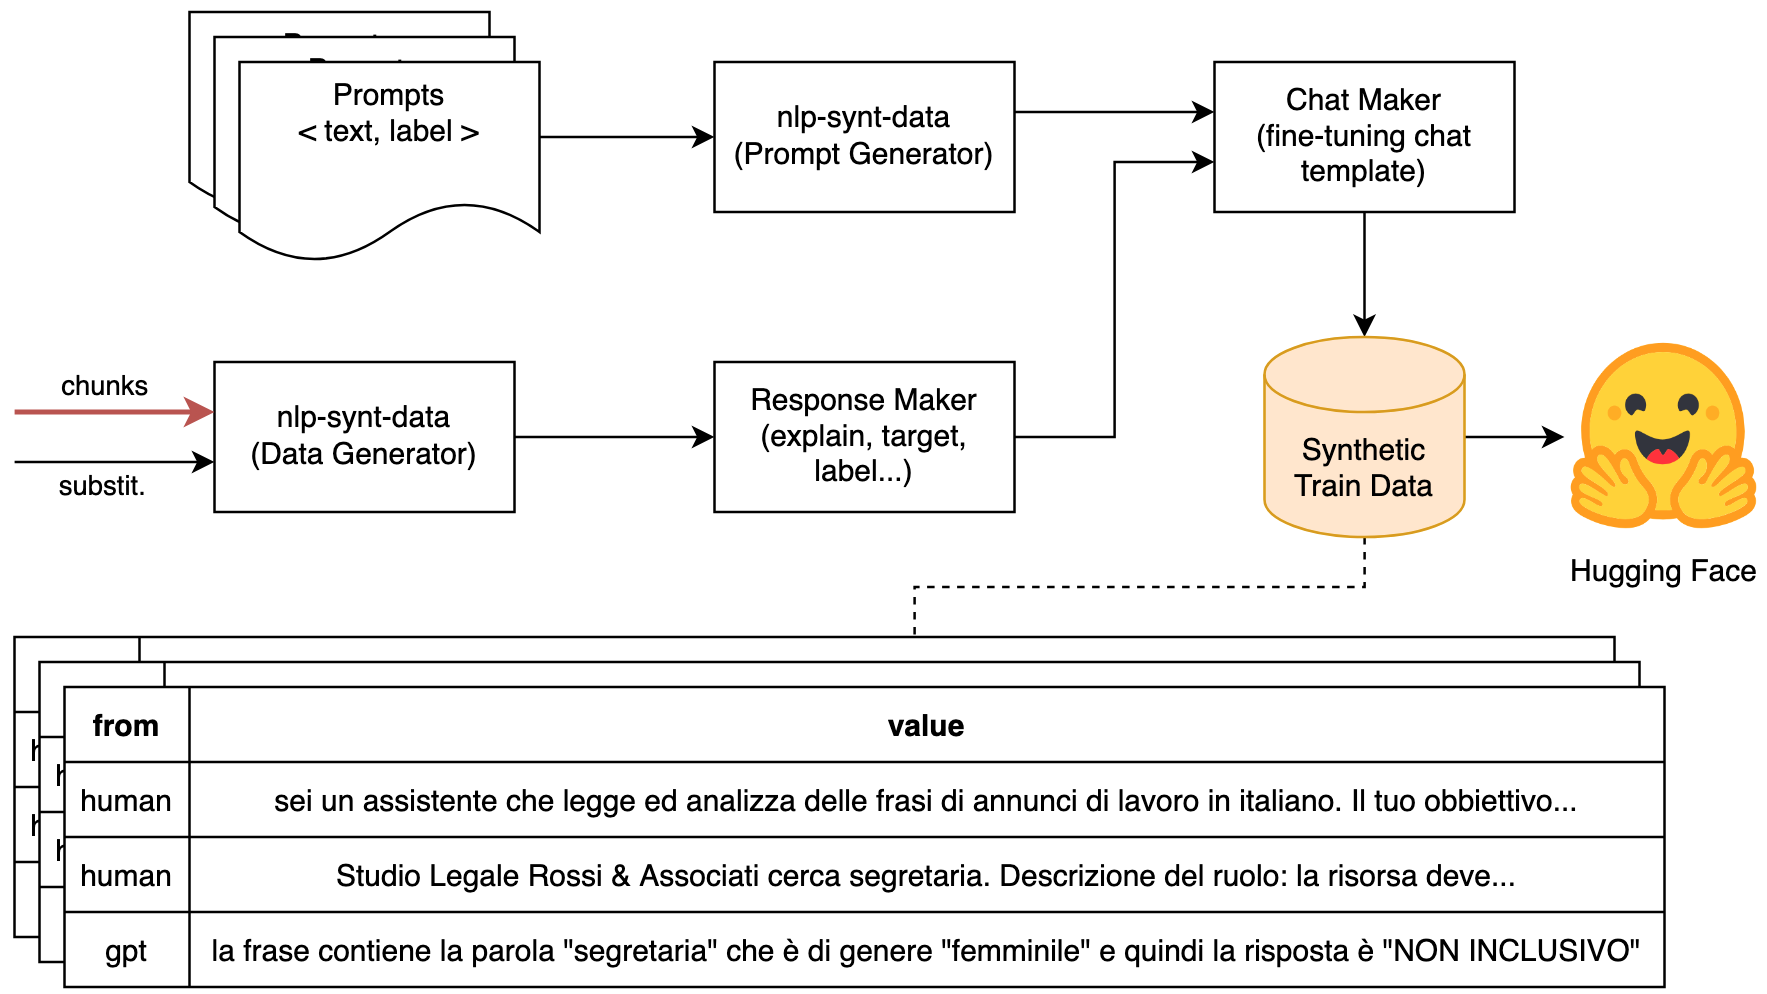 Prompts
< text, label >
nlp-synt-data
(Prompt Generator)
Chat Maker
(fine-tuning chat
template)
chunks
substit.
nlp-synt-data
(Data Generator)
Response Maker
(explain, target,
label...)
Synthetic
Train Data
Hugging Face
from value
human sei un assistente che legge ed analizza delle frasi di annunci di lavoro in italiano. Il tuo obbiettivo...
human Studio Legale Rossi & Associati cerca segretaria. Descrizione del ruolo: la risorsa deve...
gpt la frase contiene la parola "segretaria" che è di genere "femminile" e quindi la risposta è "NON INCLUSIVO"